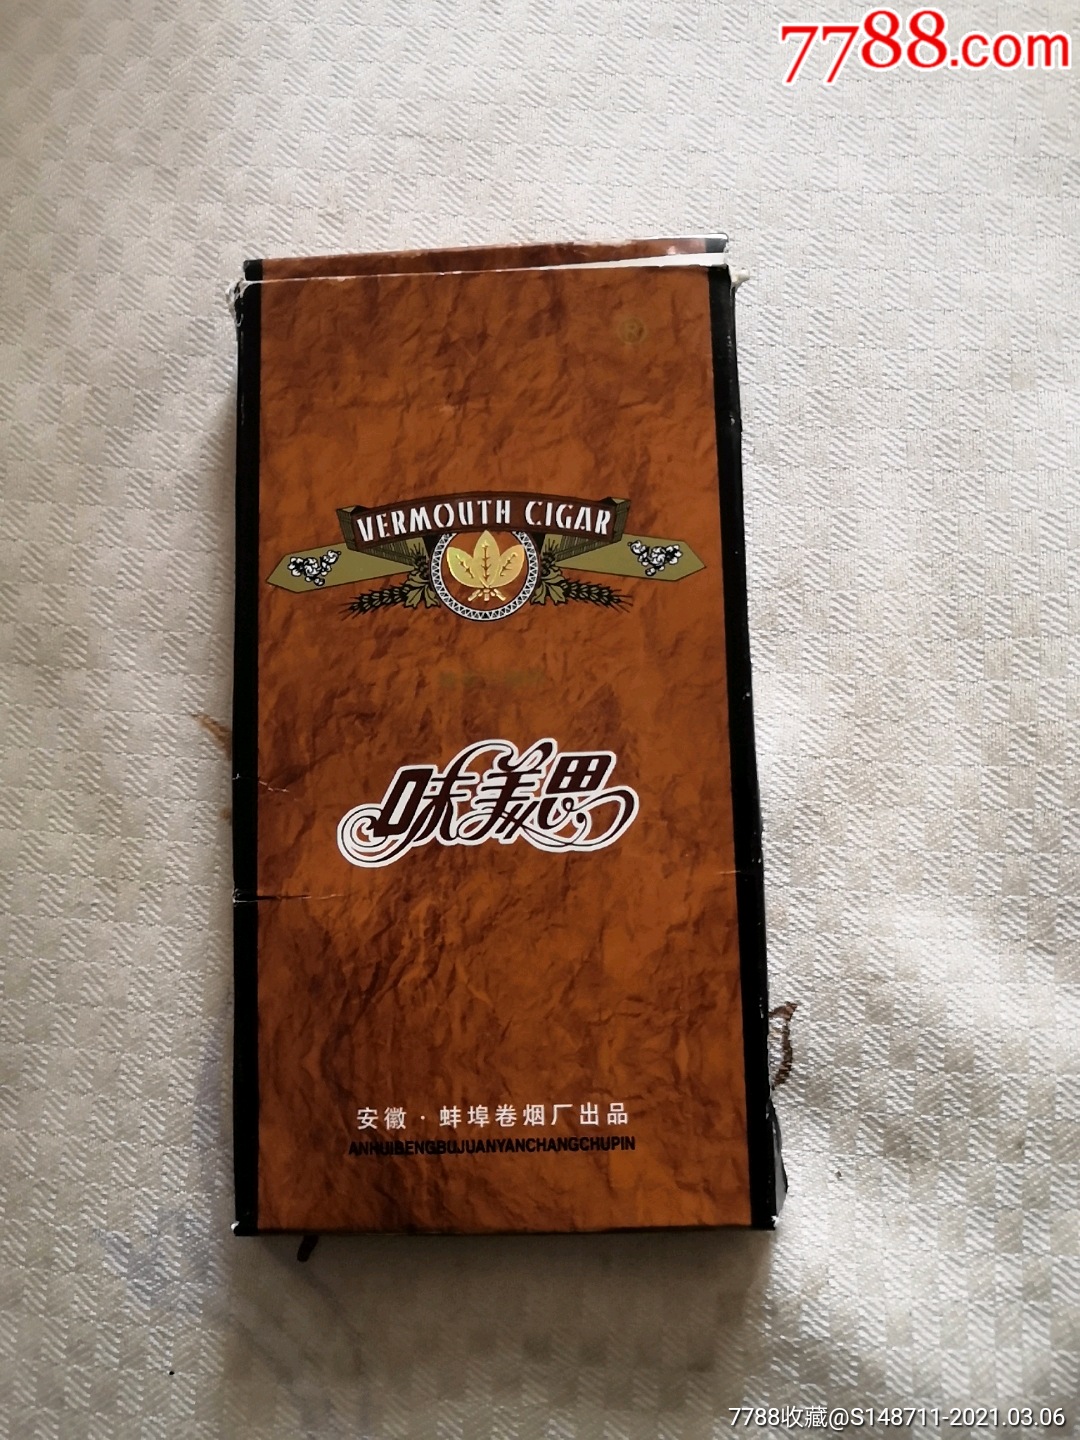 7788.com
®
VERMOUTH CIGAR
味美思
安徽·蚌埠卷烟厂出品
ANHUIBENGBUJUANYANCHANGCHUPIN
7788收藏@S148711-2021.03.06